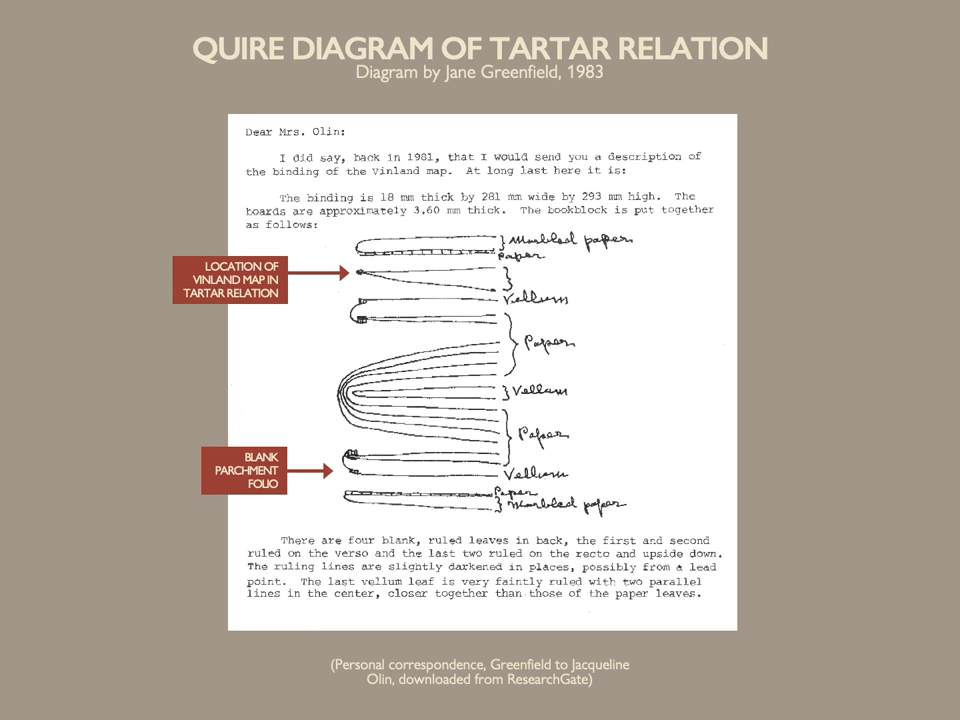 QUIRE DIAGRAM OF TARTAR RELATION
Diagram by Jane Greenfield, 1983
Dear Mrs. Olin:
I did say, back in 1981, that I would send you a description of
the binding of the Vinland map. At long last here it is:
The binding is 18 mm thick by 281 mm wide by 293 mm high. The
boards are approximately 3.60 mm thick. The bookblock is put together
as follows:
Marbled paper
Paper
LOCATION OF
VINLAND MAP IN
TARTAR RELATION
Vellum
Paper
Vellum
Paper
BLANK
PARCHMENT
FOLIO
Vellum
Paper
Marbled paper
There are four blank, ruled leaves in back, the first and second
ruled on the verso and the last two ruled on the recto and upside down.
The ruling lines are slightly darkened in places, possibly from a lead
point. The last vellum leaf is very faintly ruled with two parallel
lines in the center, closer together than those of the paper leaves.
(Personal correspondence, Greenfield to Jacqueline
Olin, downloaded from ResearchGate)